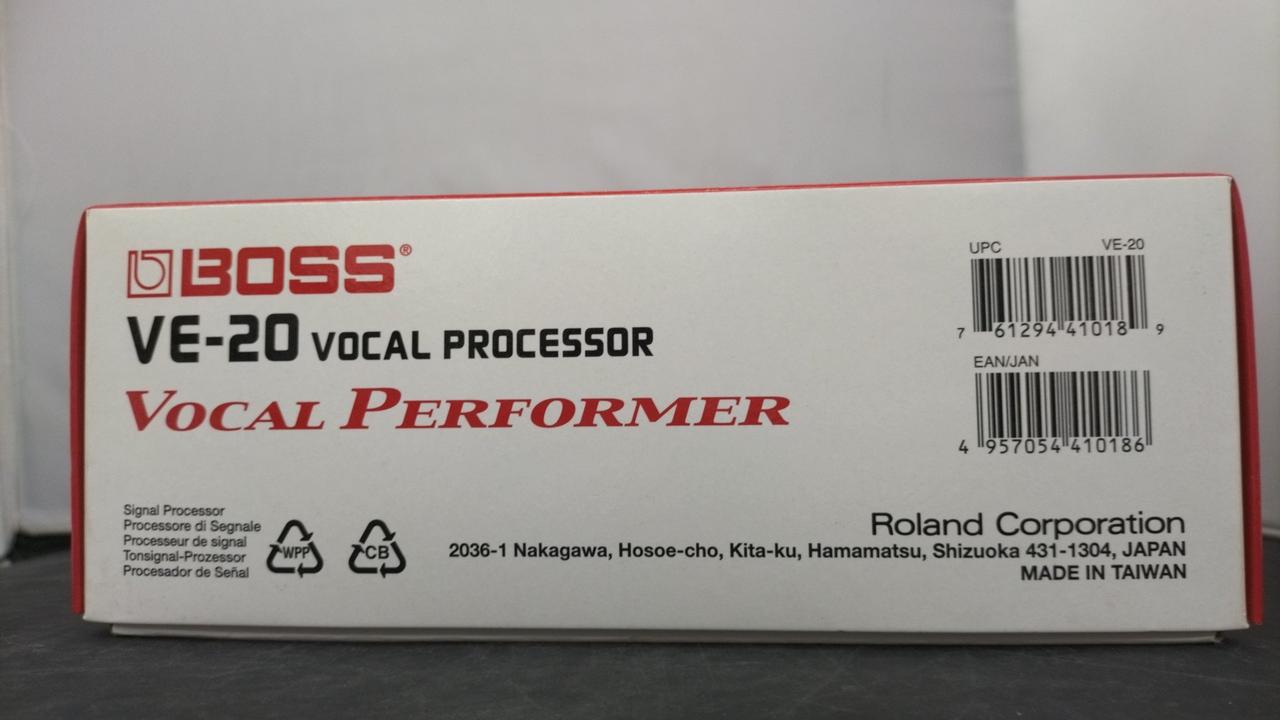 BOSS®
VE-20 VOCAL PROCESSOR
VOCAL PERFORMER
UPC VE-20
7 61294 41018 9
EAN/JAN
4 957054 410186
Signal Processor
Processore di Segnale
Processeur de signal
Tonsignal-Prozessor
Procesador de Señal
WPP
CB
Roland Corporation
2036-1 Nakagawa, Hosoe-cho, Kita-ku, Hamamatsu, Shizuoka 431-1304, JAPAN
MADE IN TAIWAN